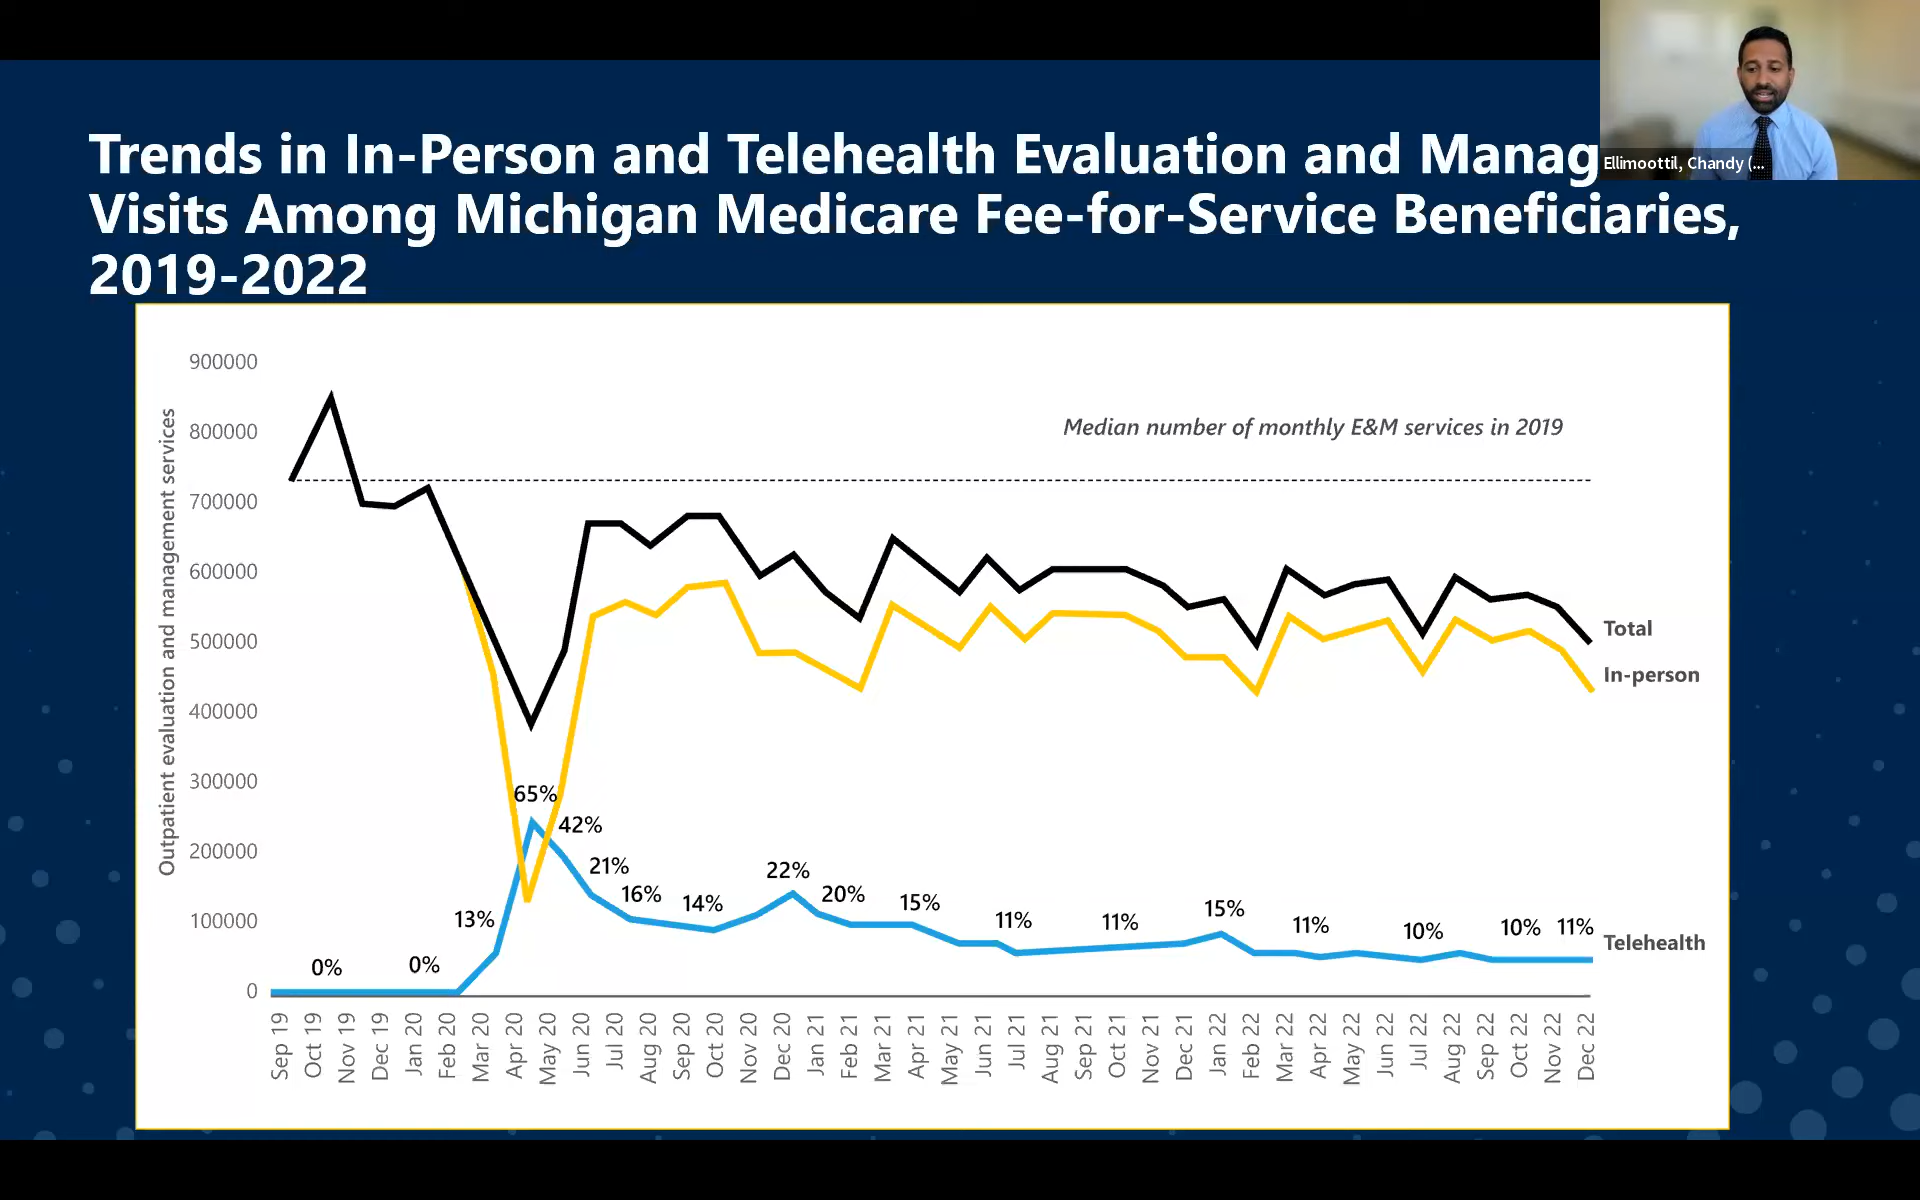 Ellimoottil, Chandy (...
Trends in In-Person and Telehealth Evaluation and Manag
Visits Among Michigan Medicare Fee-for-Service Beneficiaries,
2019-2022
Outpatient evaluation and management services
900000
800000
700000
600000
500000
400000
300000
200000
100000
0
Median number of monthly E&M services in 2019
Total
In-person
Telehealth
0%
0%
13%
65%
42%
21%
16%
14%
22%
20%
15%
11%
11%
15%
11%
10%
10%
11%
Sep 19
Oct 19
Nov 19
Dec 19
Jan 20
Feb 20
Mar 20
Apr 20
May 20
Jun 20
Jul 20
Aug 20
Sep 20
Oct 20
Nov 20
Dec 20
Jan 21
Feb 21
Mar 21
Apr 21
May 21
Jun 21
Jul 21
Aug 21
Sep 21
Oct 21
Nov 21
Dec 21
Jan 22
Feb 22
Mar 22
Apr 22
May 22
Jun 22
Jul 22
Aug 22
Sep 22
Oct 22
Nov 22
Dec 22